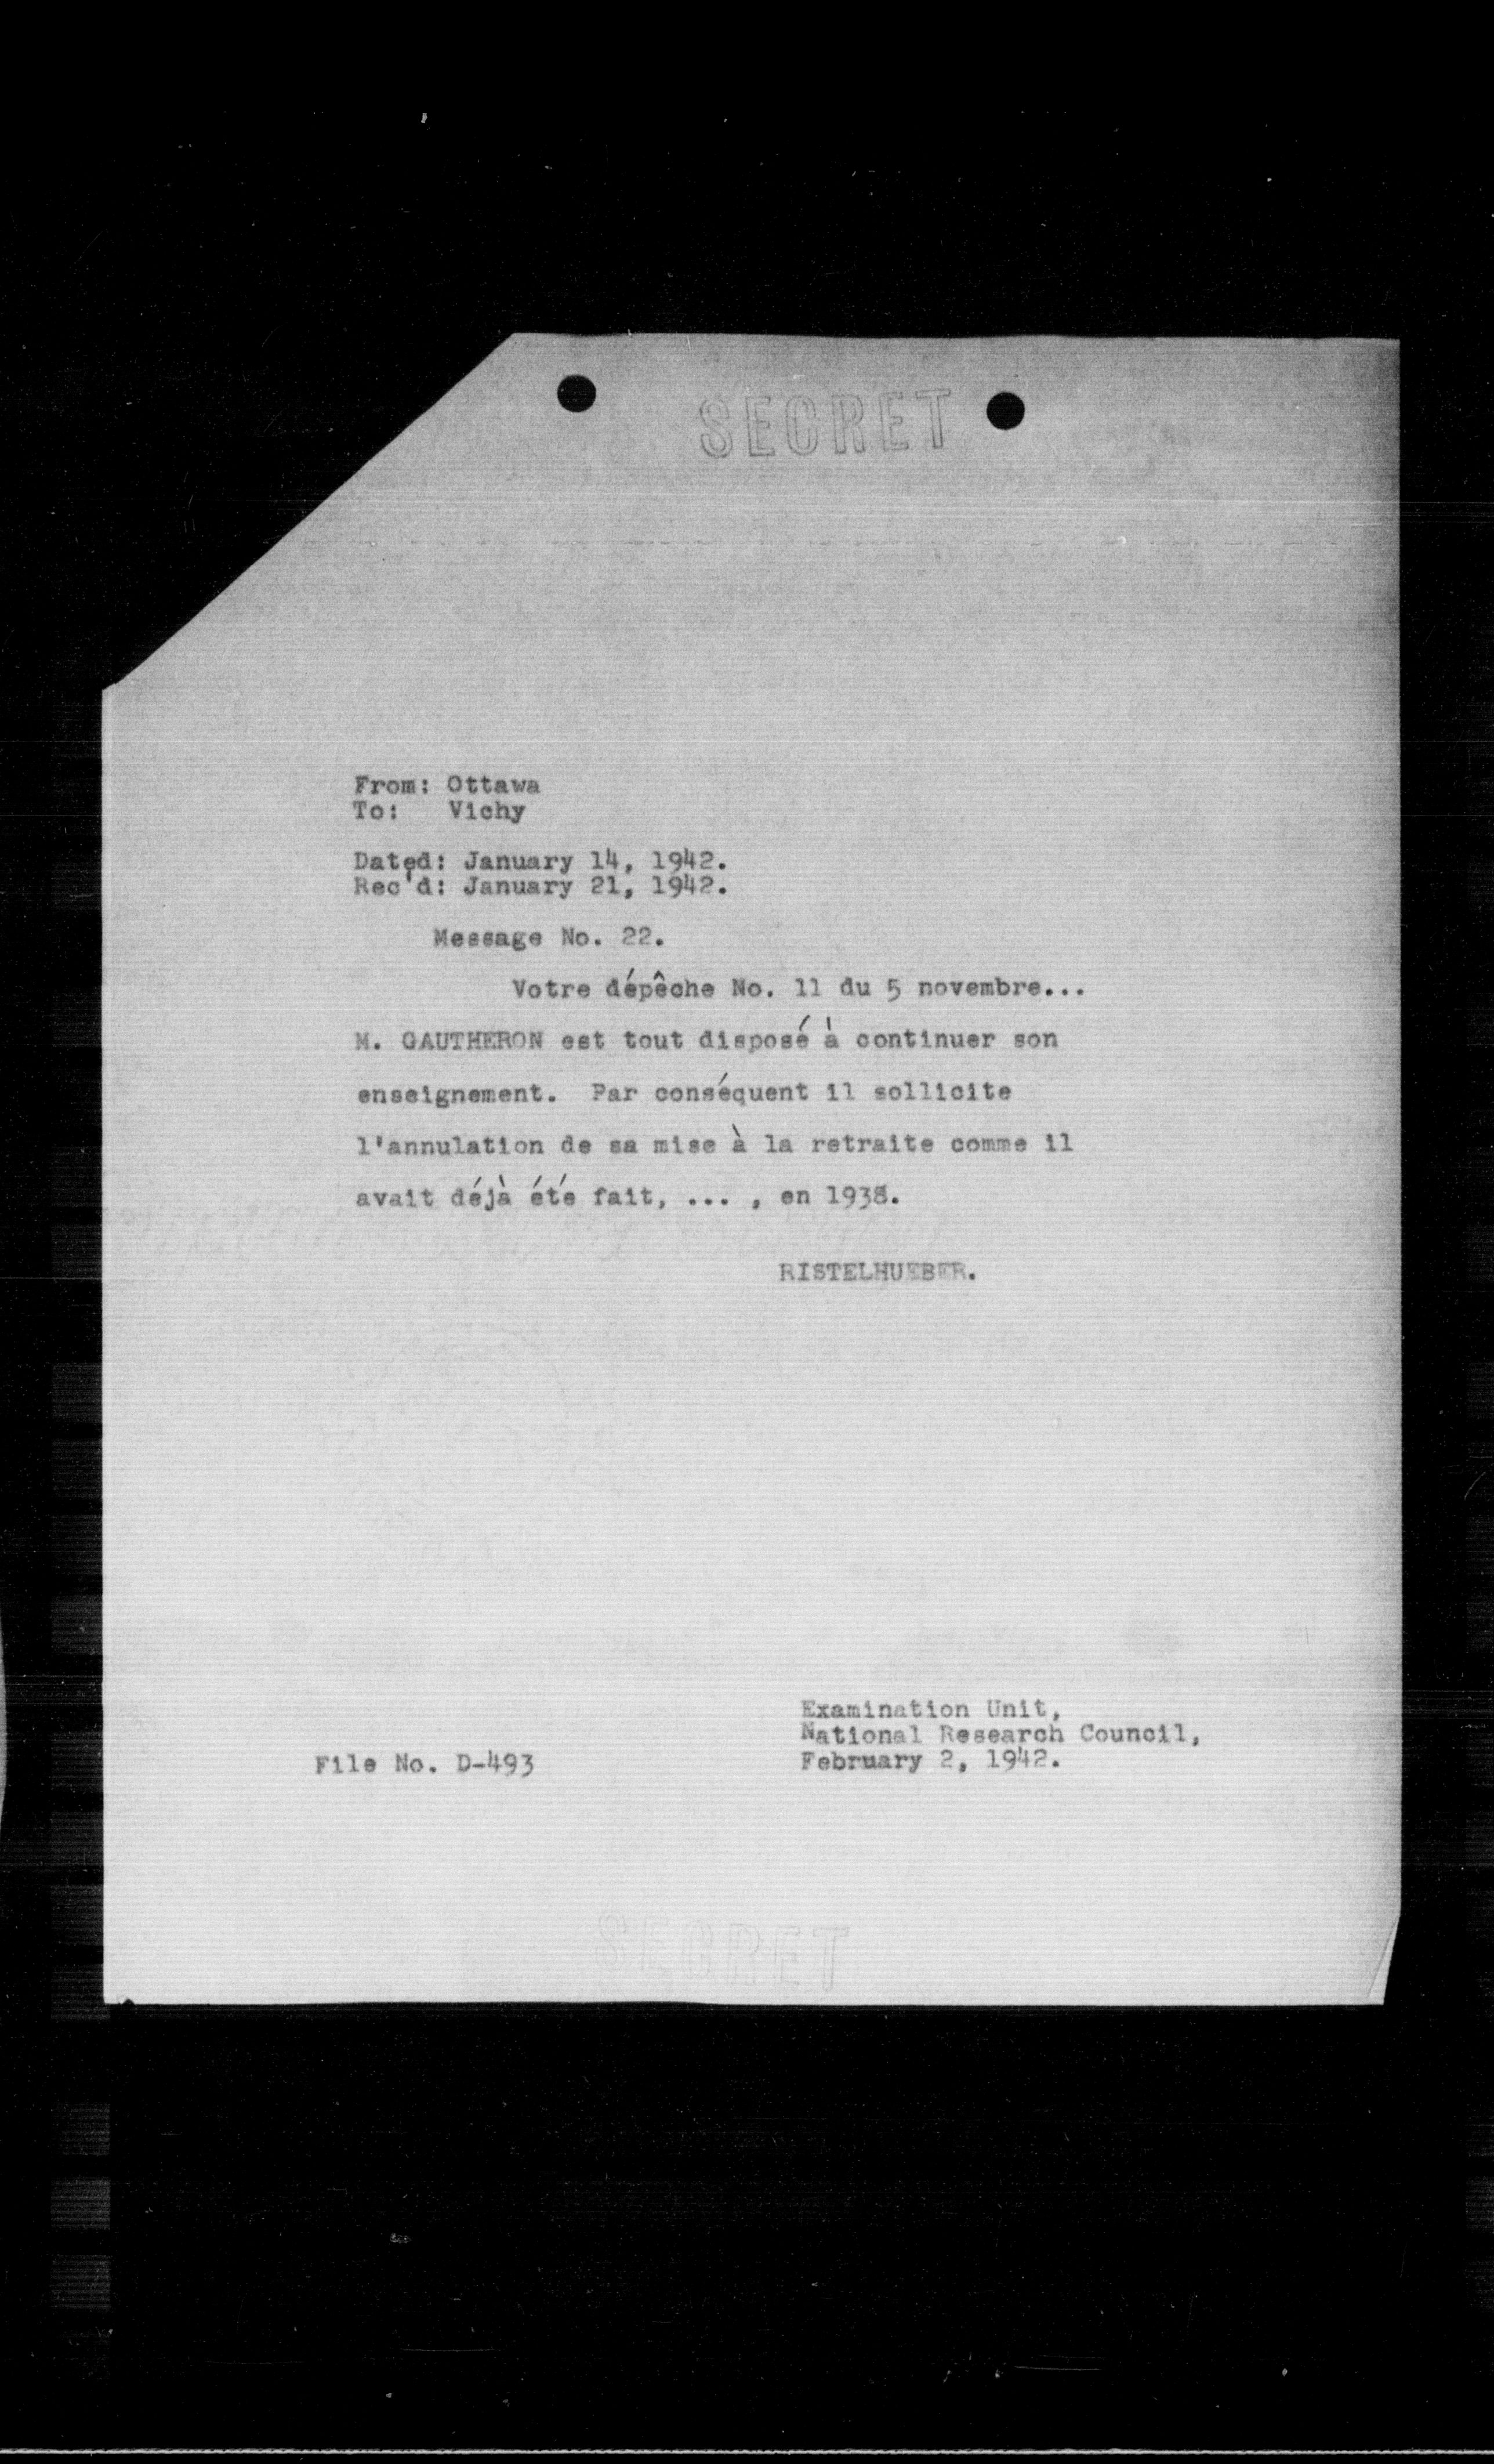 SECRET
From: Ottawa
To: Vichy
Dated: January 14, 1942.
Rec'd: January 21, 1942.
Message No. 22.
Votre dépêche No. 11 du 5 novembre...
M. GAUTHERON est tout disposé à continuer son
enseignement. Par conséquent il sollicite
l'annulation de sa mise à la retraite comme il
avait déjà été fait, ... , en 1938.
RISTELHUEBER.
Examination Unit,
National Research Council,
File No. D-493 February 2, 1942.
SECRET